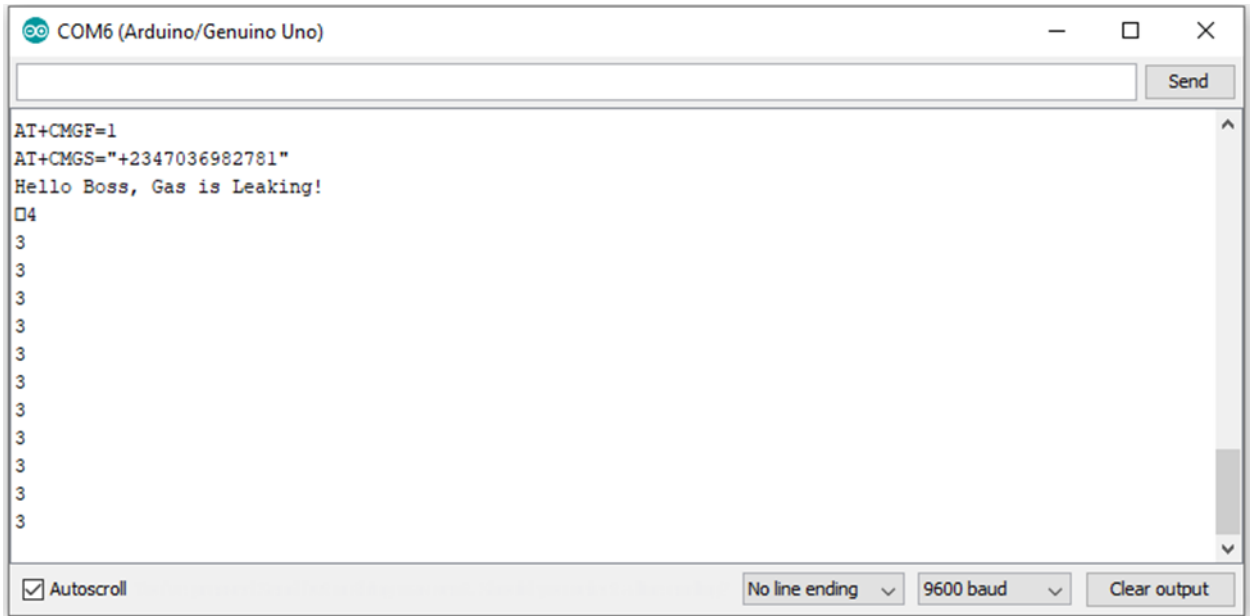 COM6 (Arduino/Genuino Uno)
Send
AT+CMGF=1
AT+CMGS="+2347036982781"
Hello Boss, Gas is Leaking!
□4
3
3
3
3
3
3
3
3
3
3
3
Autoscroll
No line ending
9600 baud
Clear output